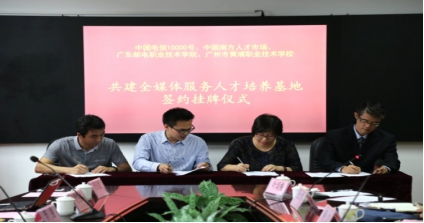 中国电信10000号、中国南方人才市场、
广东邮电职业技术学院、广州市黄埔职业技术学校
共建全媒体服务人才培养基地
签约挂牌仪式